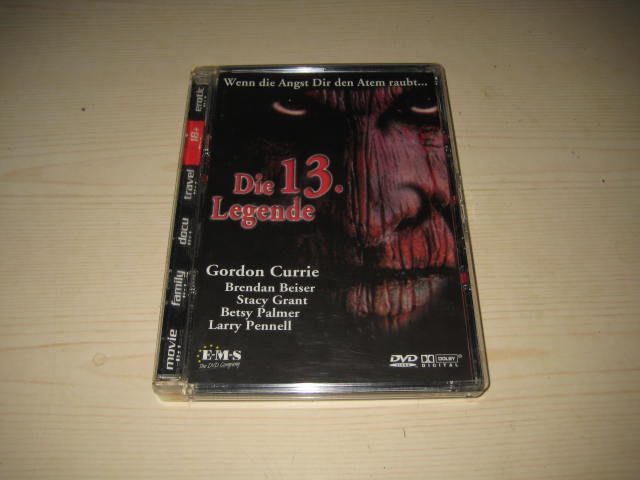 Wenn die Angst Dir den Atem raubt...
Die 13.
Legende
Gordon Currie
Brendan Beiser
Stacy Grant
Betsy Palmer
Larry Pennell
E·M·S
The DVD Company
DVD
DOLBY
DIGITAL
erotic
18+
travel
docu
family
movie